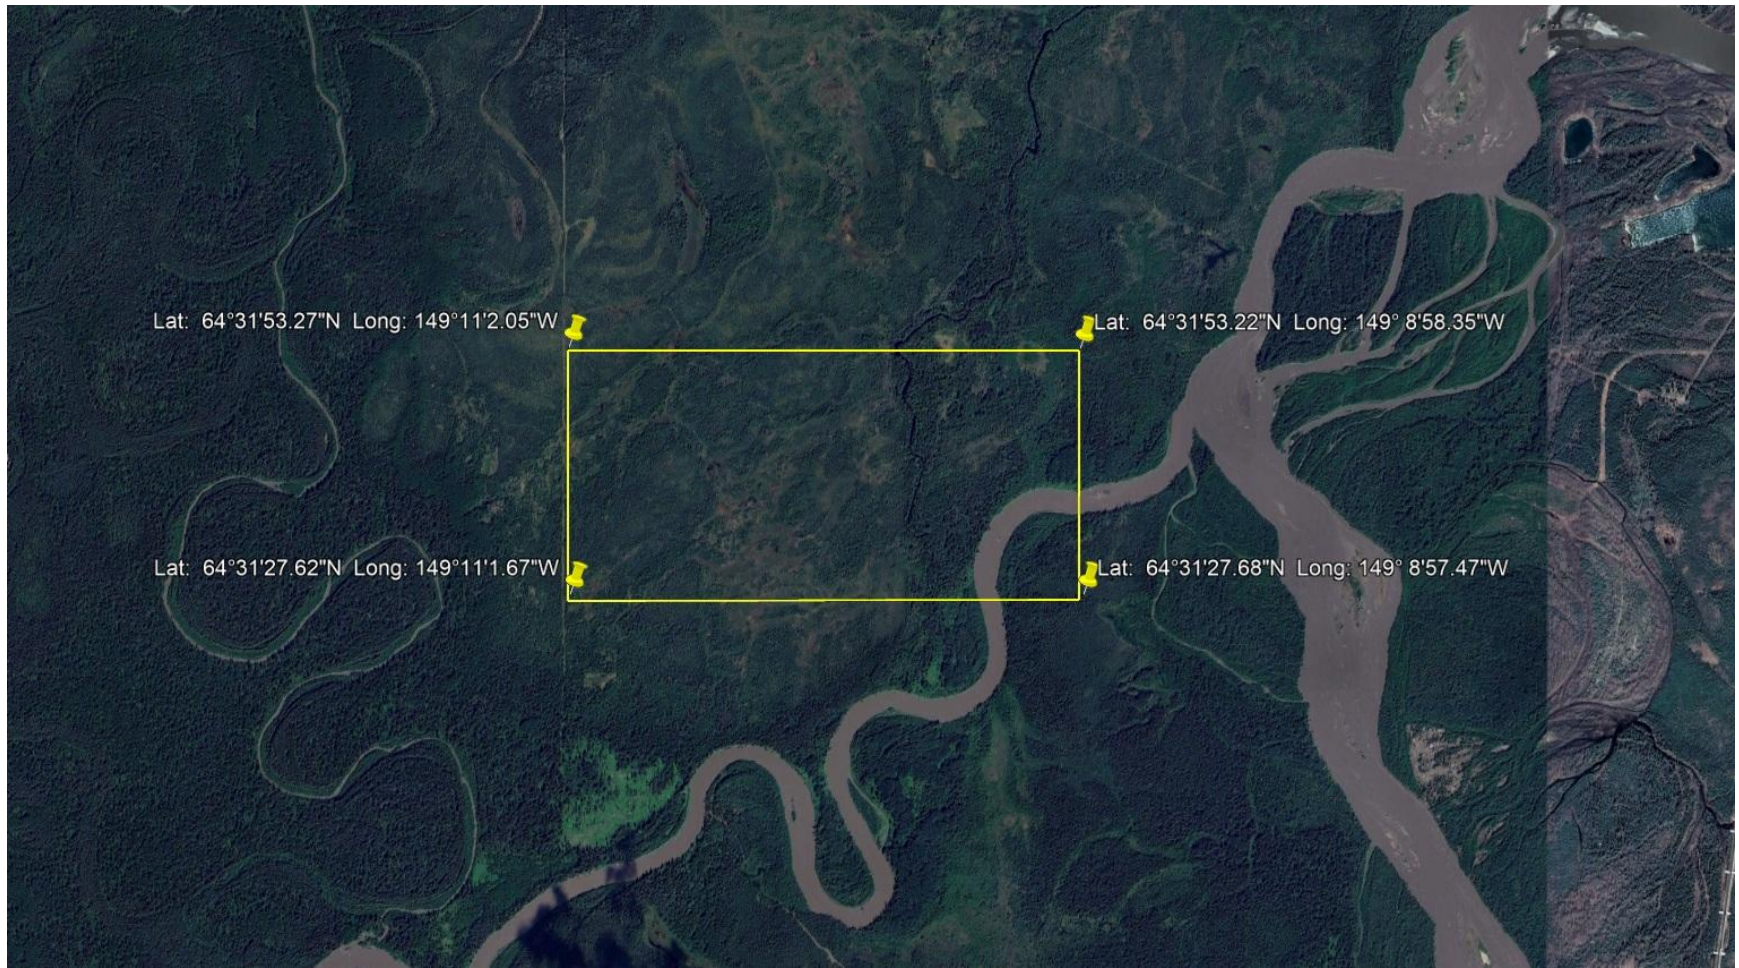 Lat:  64°31'53.27"N  Long: 149°11'2.05"W
Lat:  64°31'53.22"N  Long: 149° 8'58.35"W
Lat:  64°31'27.62"N  Long: 149°11'1.67"W
Lat:  64°31'27.68"N  Long: 149° 8'57.47"W